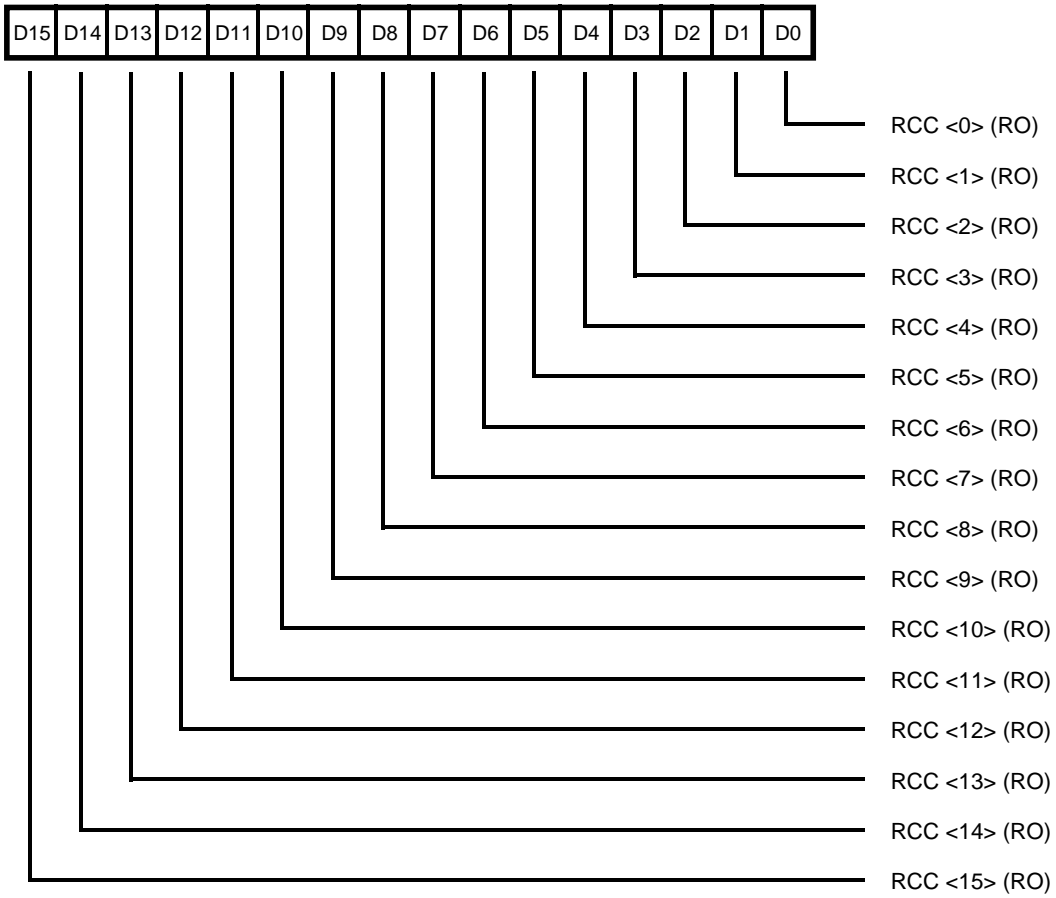 D15 D14 D13 D12 D11 D10 D9 D8 D7 D6 D5 D4 D3 D2 D1 D0
RCC <0> (RO)
RCC <1> (RO)
RCC <2> (RO)
RCC <3> (RO)
RCC <4> (RO)
RCC <5> (RO)
RCC <6> (RO)
RCC <7> (RO)
RCC <8> (RO)
RCC <9> (RO)
RCC <10> (RO)
RCC <11> (RO)
RCC <12> (RO)
RCC <13> (RO)
RCC <14> (RO)
RCC <15> (RO)